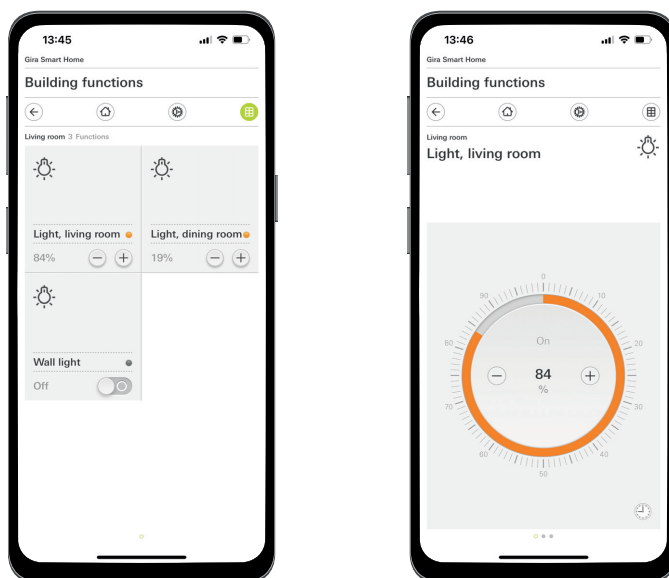 13:45
Gira Smart Home
Building functions
Living room 3 Functions
Light, living room
84%
Light, dining room
19%
Wall light
Off
13:46
Gira Smart Home
Building functions
Living room
Light, living room
0
10
20
30
40
50
60
70
80
90
On
84
%